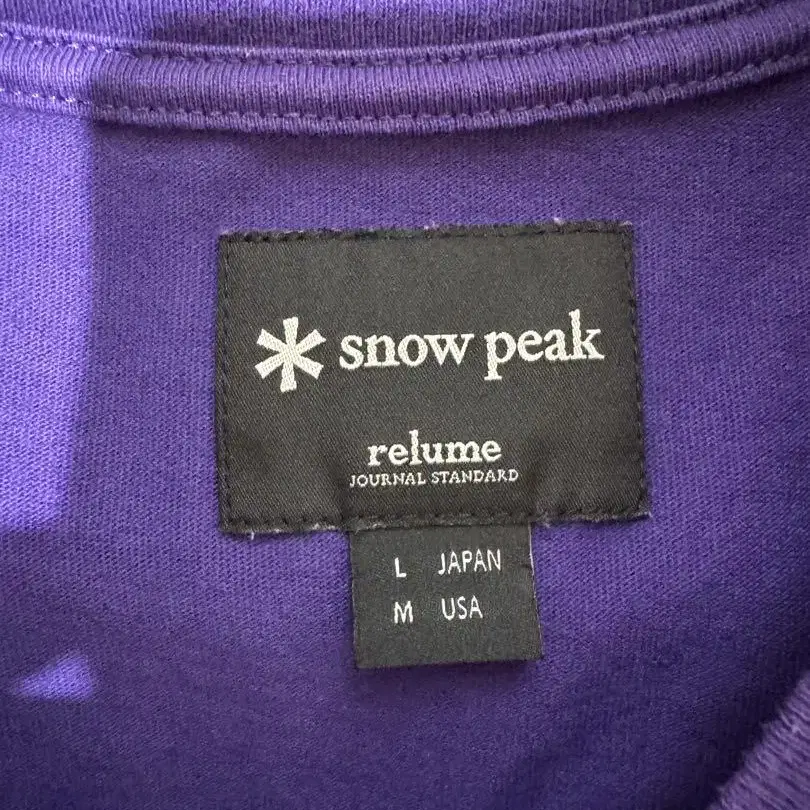 snow peak
relume
JOURNAL STANDARD
L JAPAN
M USA